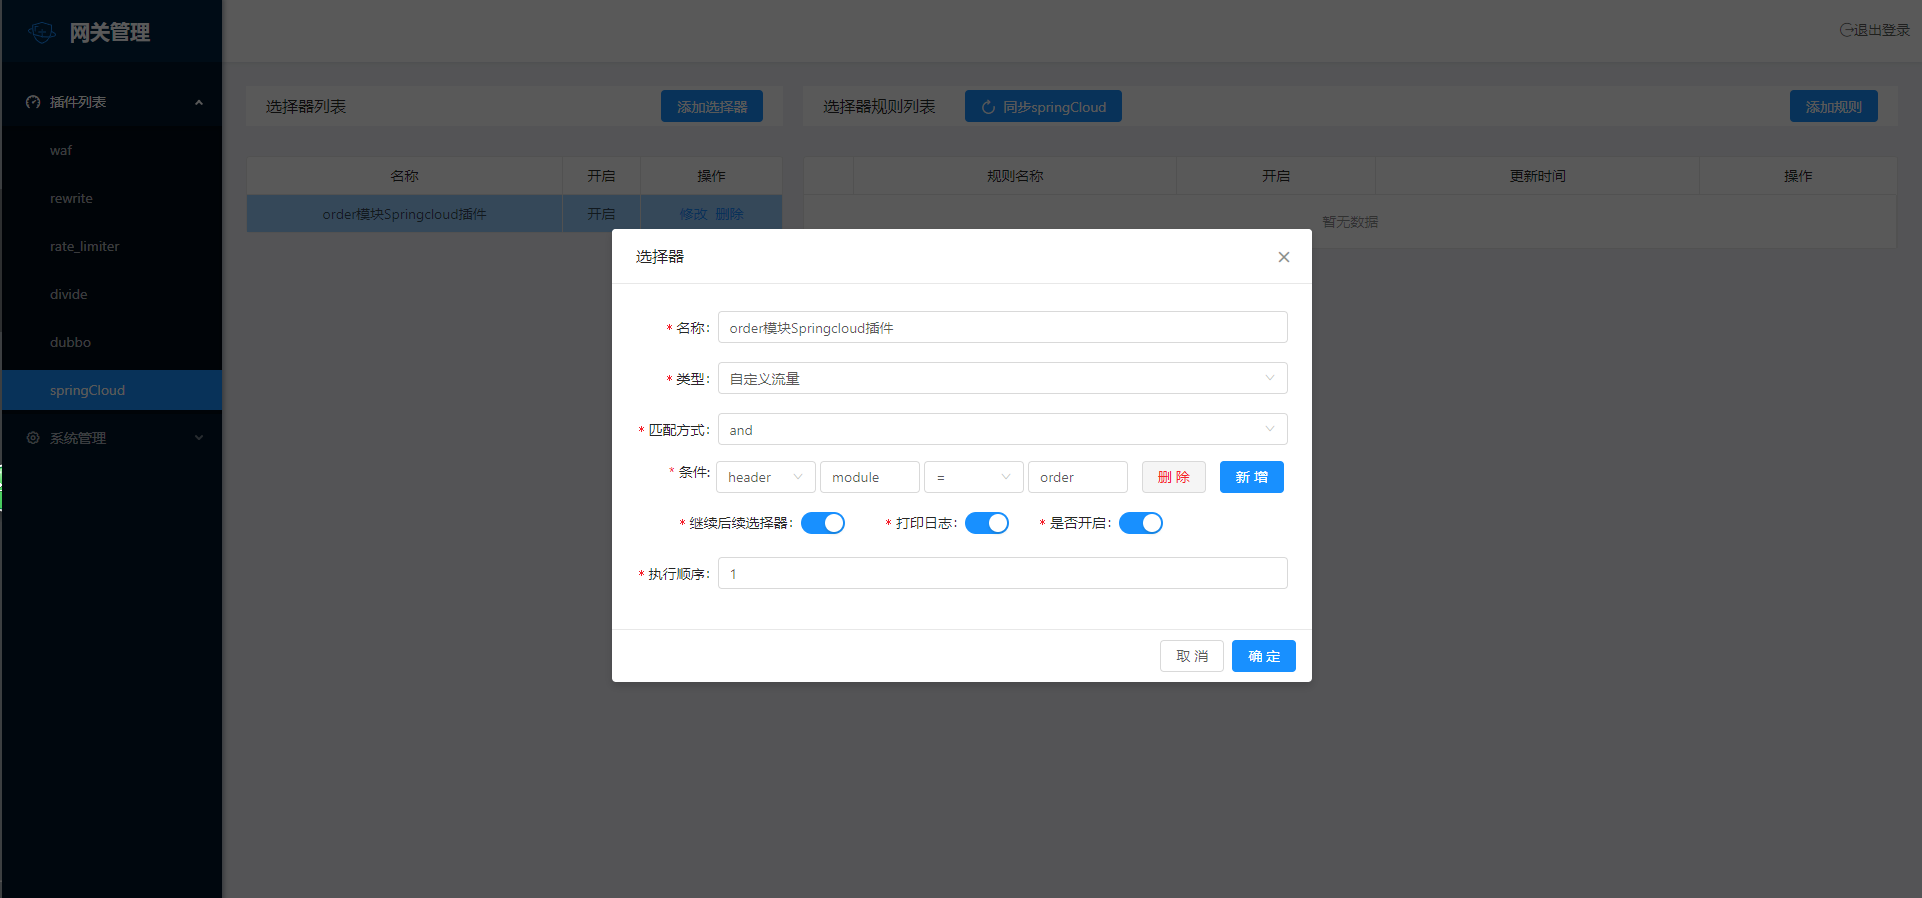 网关管理
退出登录
插件列表
waf
rewrite
rate_limiter
divide
dubbo
springCloud
系统管理
选择器列表
添加选择器
名称 开启 操作
order模块Springcloud插件 开启 修改 删除
选择器规则列表
同步springCloud
添加规则
规则名称 开启 更新时间 操作
暂无数据
选择器
* 名称: order模块Springcloud插件
* 类型: 自定义流量
* 匹配方式: and
* 条件: header module = order 删 除 新 增
* 继续后续选择器: * 打印日志: * 是否开启:
* 执行顺序: 1
取 消 确 定